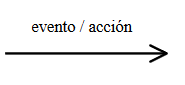 evento / acción